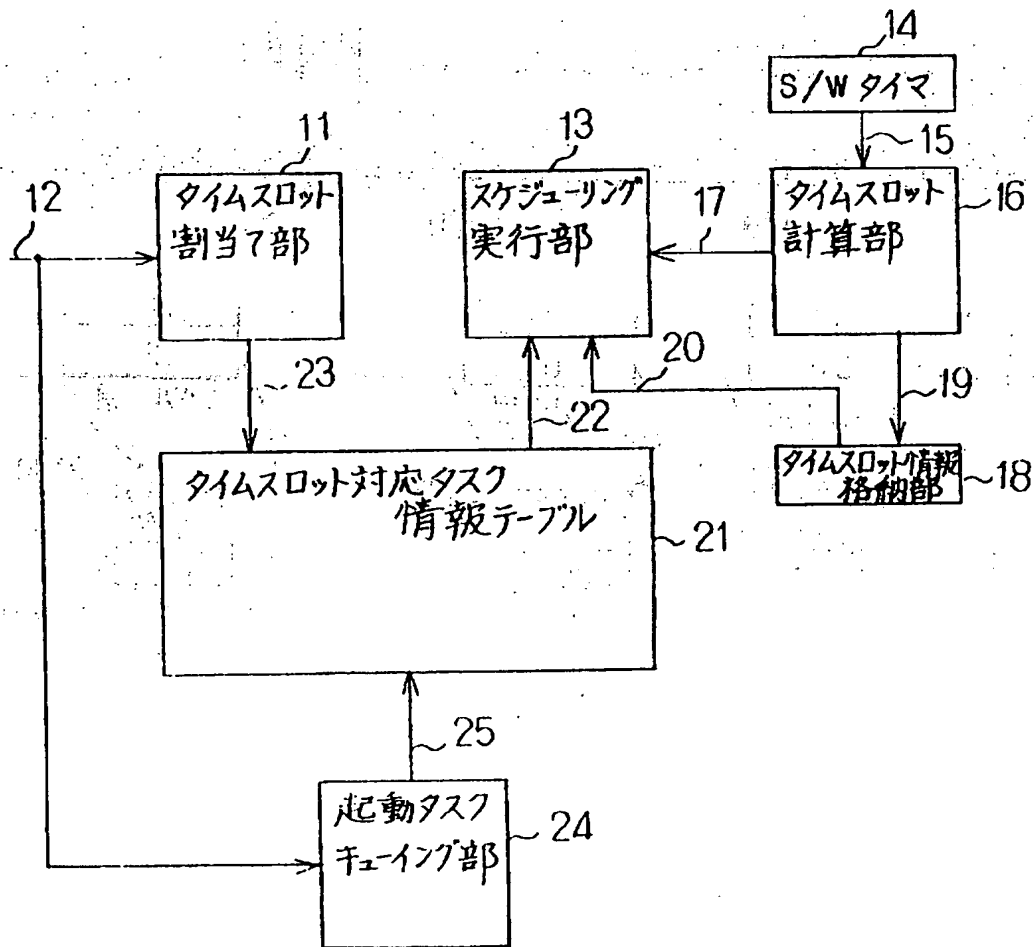 14
S/W タイマ
15
11
13
12
タイムスロット
割当て部
スケジューリング
実行部
17
タイムスロット
計算部
16
23
22
20
19
タイムスロット対応タスク
情報テーブル
21
タイムスロット情報
格納部
18
25
起動タスク
キューイング部
24